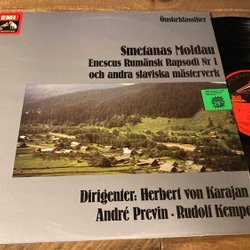 EMI
Önskeklassiker
Smetanas Moldau
Enescus Rumänsk Rapsodi Nr 1
och andra slaviska mästerverk
Dirigenter: Herbert von Karajan
André Previn - Rudolf Kempe